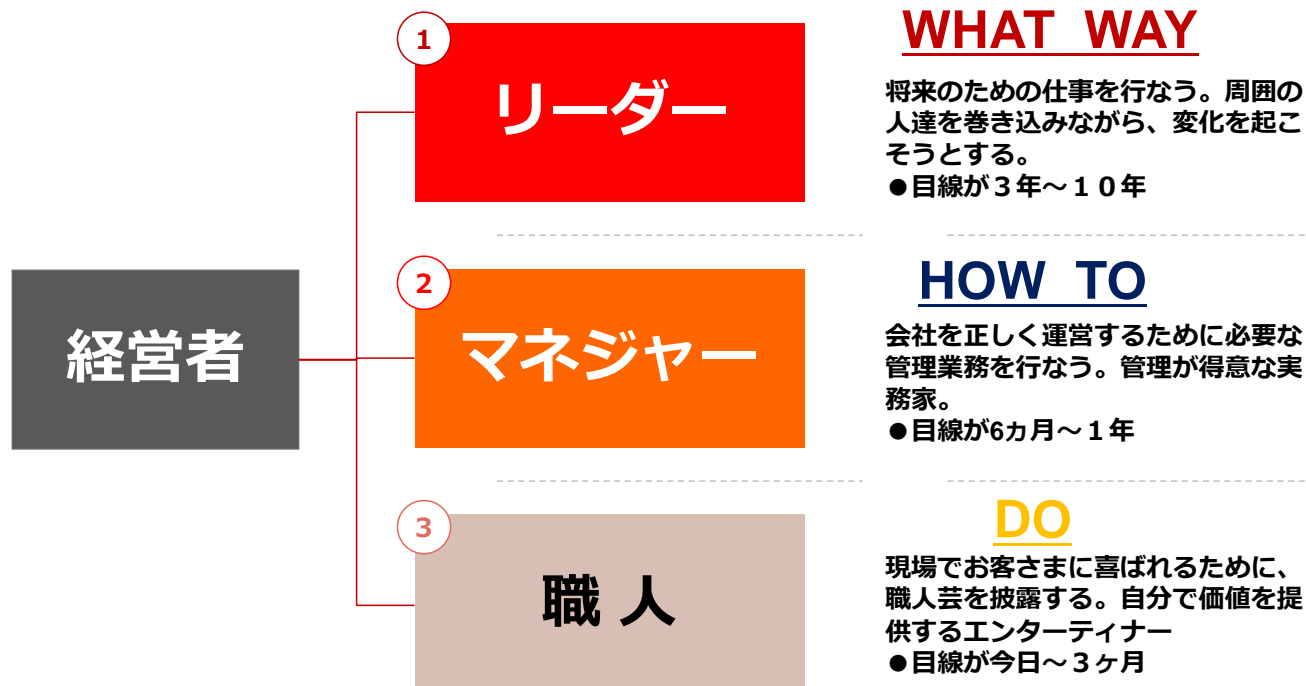 経営者
1
リーダー
WHAT WAY
将来のための仕事を行なう。周囲の
人達を巻き込みながら、変化を起こ
そうとする。
●目線が３年～１０年
2
マネジャー
HOW TO
会社を正しく運営するために必要な
管理業務を行なう。管理が得意な実
務家。
●目線が6ヵ月～１年
3
職 人
DO
現場でお客さまに喜ばれるために、
職人芸を披露する。自分で価値を提
供するエンターティナー
●目線が今日～３ヶ月